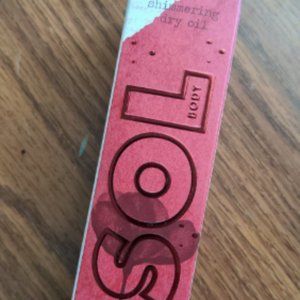 shimmering
dry oil
SOL
BODY